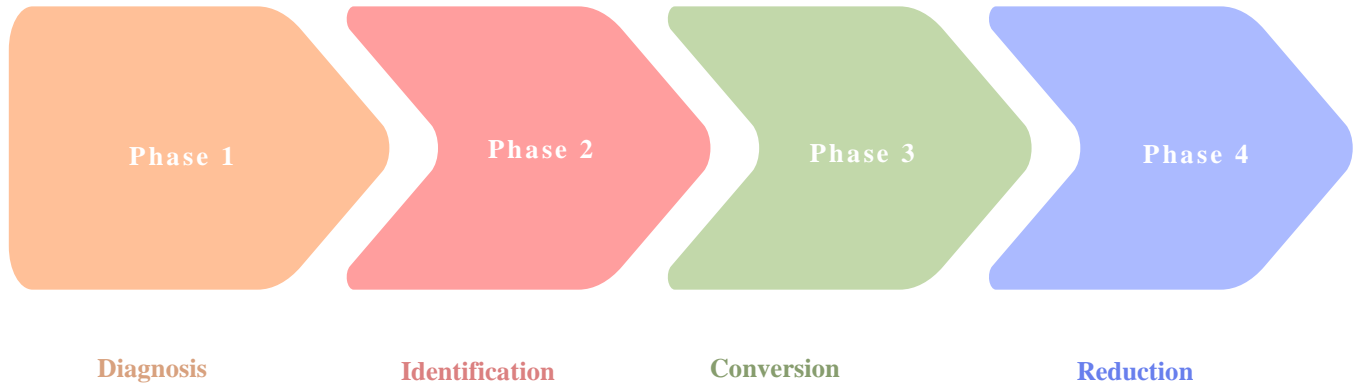 Phase 1
Phase 2
Phase 3
Phase 4
Diagnosis
Identification
Conversion
Reduction